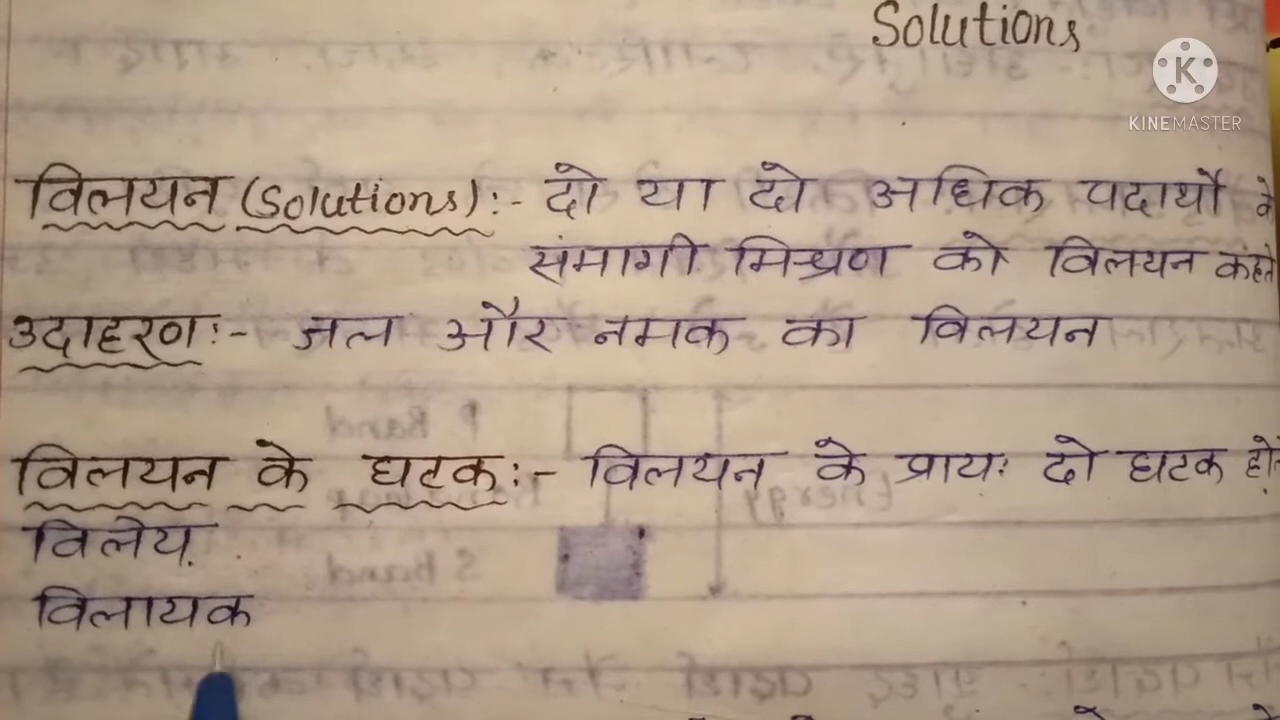 Solutions
KINEMASTER
विलयन (Solutions):- दो या दो अधिक पदार्थो के
संमागी मिश्रण को विलयन कहते
उदाहरण:- जल और नमक का विलयन
विलयन के घटक:- विलयन के प्रायः दो घटक होते
विलेय
विलायक